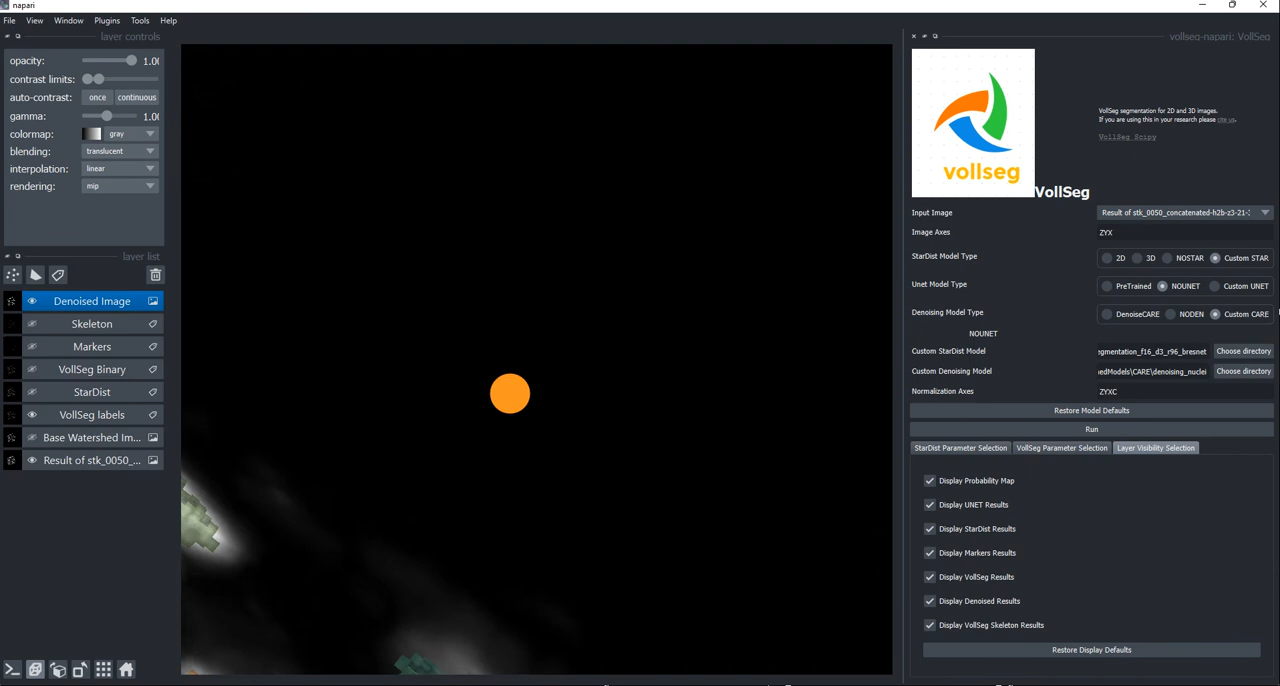 napari
File View Window Plugins Tools Help
layer controls
opacity: 1.0
contrast limits:
auto-contrast: once continuous
gamma: 1.0
colormap: gray
blending: translucent
interpolation: linear
rendering: mip
layer list
Denoised Image
Skeleton
Markers
VollSeg Binary
StarDist
VollSeg labels
Base Watershed Im...
Result of stk_0050_...
vollseg-napari: VollSeg
vollseg
VollSeg
VollSeg segmentation for 2D and 3D images.
If you are using this in your research please cite us.
VollSeg Scipy
Input Image Result of stk_0050_concatenated-h2b-z3-21-
Image Axes ZYX
StarDist Model Type 2D 3D NOSTAR Custom STAR
Unet Model Type PreTrained NOUNET Custom UNET
Denoising Model Type DenoiseCARE NODEN Custom CARE
NOUNET
Custom StarDist Model egmentation_f16_d3_r96_bresnet Choose directory
Custom Denoising Model edModels\CARE\denoising_nuclei Choose directory
Normalization Axes ZYXC
Restore Model Defaults
Run
StarDist Parameter Selection VollSeg Parameter Selection Layer Visibility Selection
Display Probability Map
Display UNET Results
Display StarDist Results
Display Markers Results
Display VollSeg Results
Display Denoised Results
Display VollSeg Skeleton Results
Restore Display Defaults